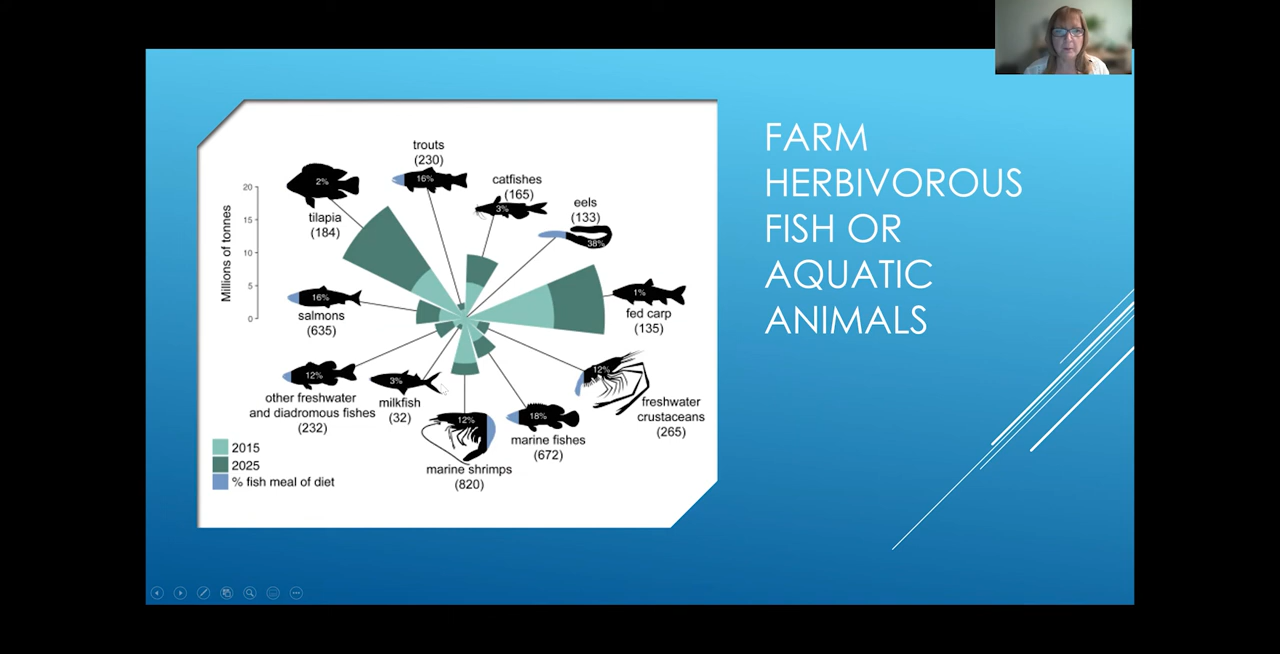 FARM
HERBIVOROUS
FISH OR
AQUATIC
ANIMALS
trouts
(230)
16%
catfishes
(165)
3%
eels
(133)
38%
2%
tilapia
(184)
20
15
10
5
0
Millions of tonnes
1%
fed carp
(135)
16%
salmons
(635)
12%
freshwater
crustaceans
(265)
12%
other freshwater
and diadromous fishes
(232)
3%
milkfish
(32)
12%
marine shrimps
(820)
18%
marine fishes
(672)
2015
2025
% fish meal of diet